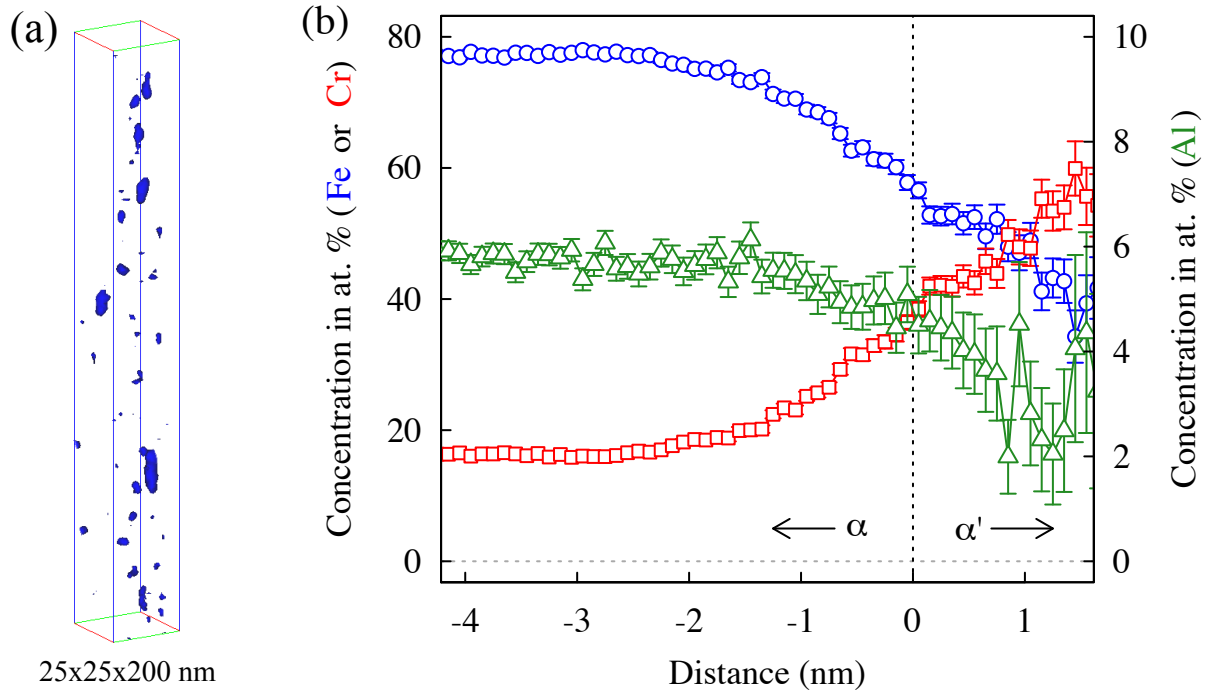 (a)
25x25x200 nm
(b)
Concentration in at. % (Fe or Cr)
80
60
40
20
0
α
α'
10
8
6
4
2
0
Concentration in at. % (Al)
-4
-3
-2
-1
0
1
Distance (nm)